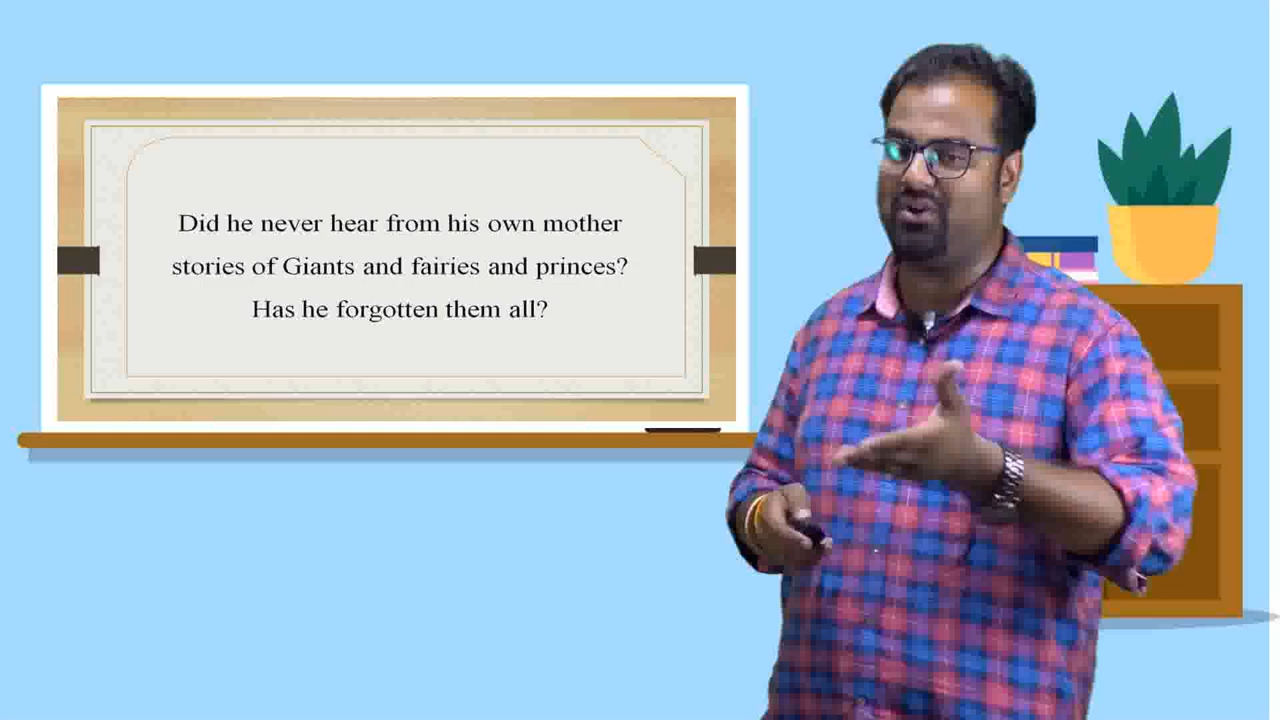 Did he never hear from his own mother
stories of Giants and fairies and princes?
Has he forgotten them all?